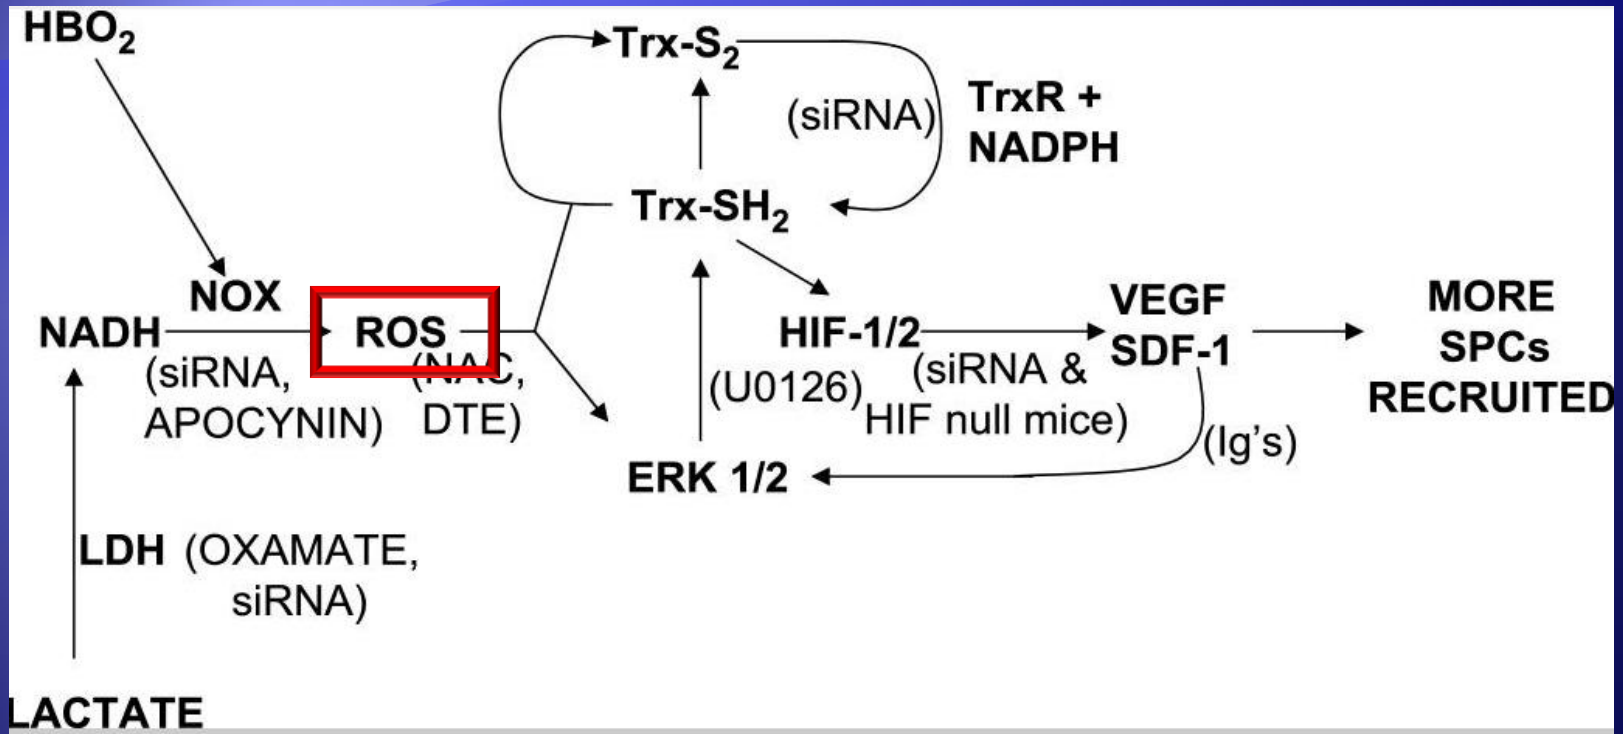 HBO2
Trx-S2
(siRNA)
TrxR +
NADPH
Trx-SH2
NOX
NADH
ROS
(siRNA,
APOCYNIN)
(NAC,
DTE)
HIF-1/2
(U0126)
(siRNA &
HIF null mice)
VEGF
SDF-1
MORE
SPCs
RECRUITED
(Ig's)
ERK 1/2
LDH (OXAMATE,
siRNA)
LACTATE